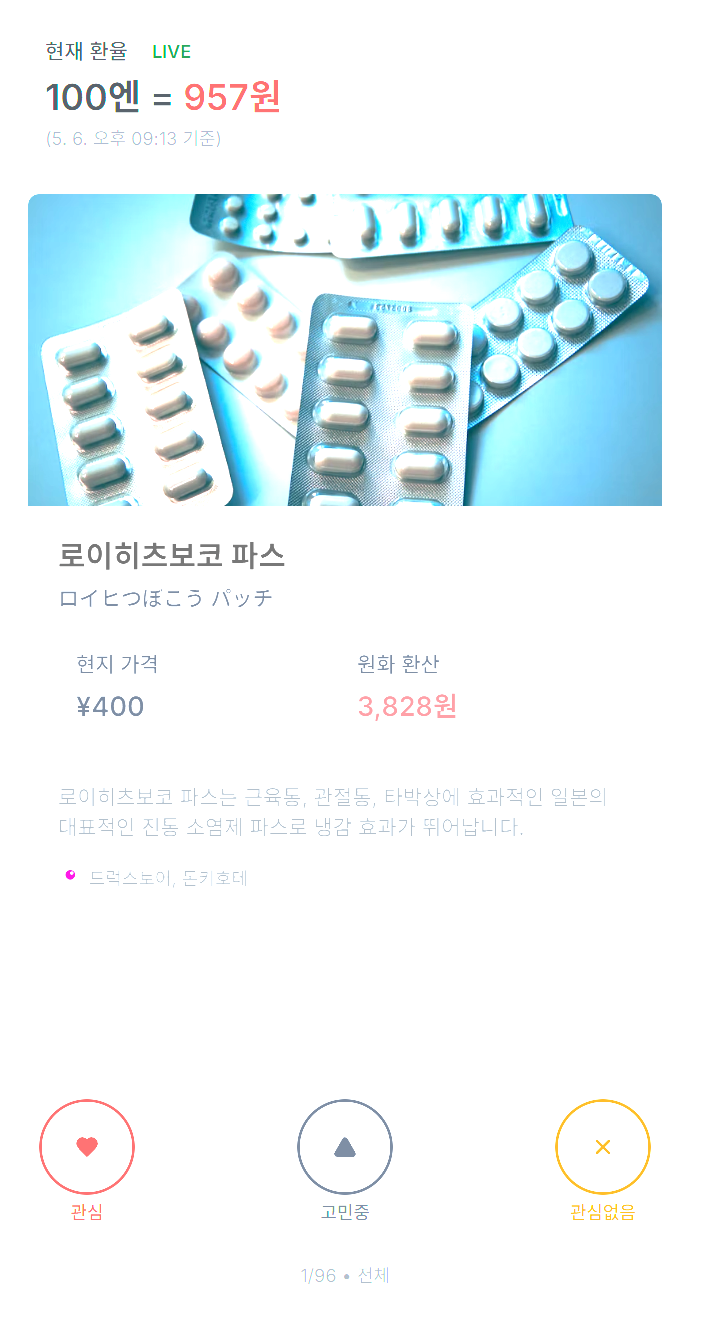 현재 환율 LIVE
100엔 = 957원
(5. 6. 오후 09:13 기준)
로이히츠보코 파스
ロイヒつぼこう パッチ
현지 가격 원화 환산
¥400 3,828원
로이히츠보코 파스는 근육통, 관절통, 타박상에 효과적인 일본의
대표적인 진통 소염제 파스로 냉감 효과가 뛰어납니다.
드럭스토어, 돈키호테
관심 고민중 관심없음
1/96 • 전체